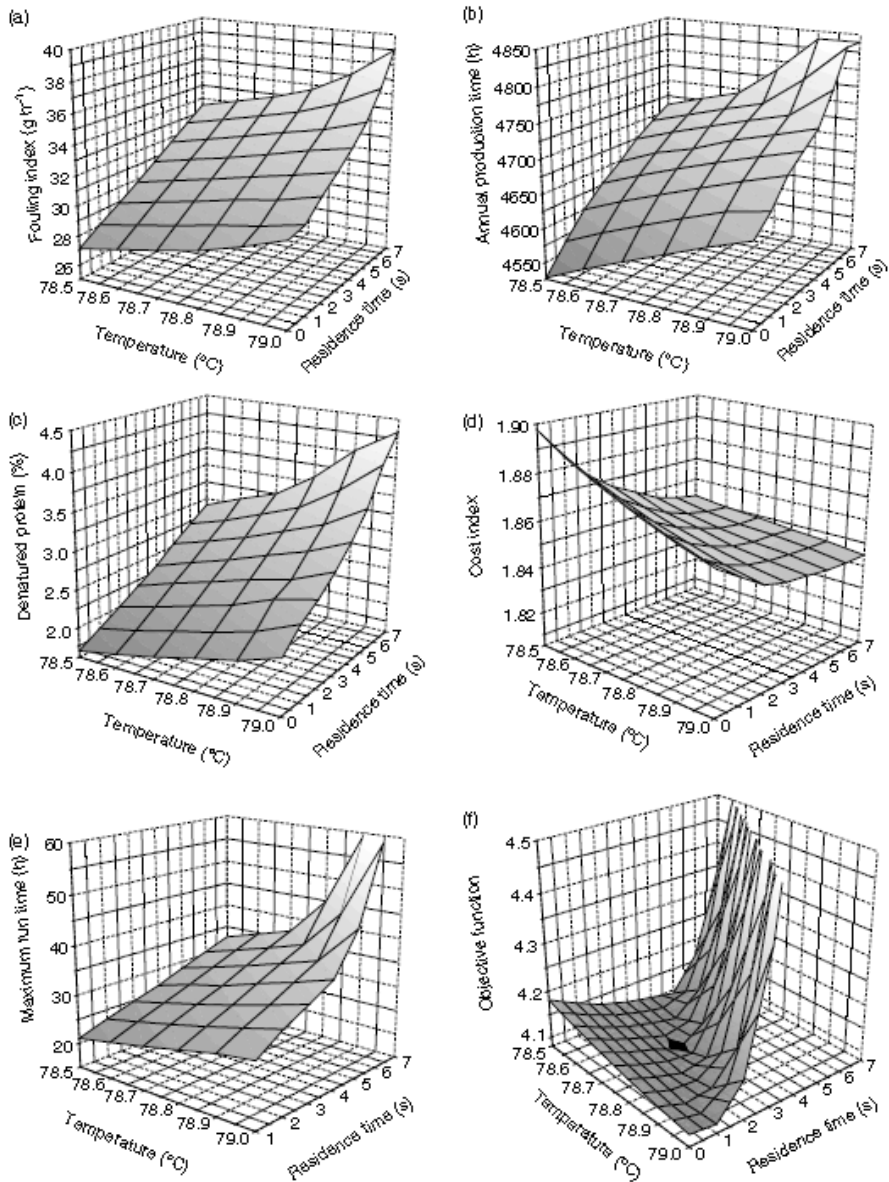 (a)
Fouling index (g h⁻¹)
40
38
36
34
32
30
28
26
78.5
78.6
78.7
78.8
78.9
79.0
Temperature (°C)
0 1 2 3 4 5 6 7
Residence time (s)
(b)
Annual production time (h)
4850
4800
4750
4700
4650
4600
4550
78.5
78.6
78.7
78.8
78.9
79.0
Temperature (°C)
0 1 2 3 4 5 6 7
Residence time (s)
(c)
Denatured protein (%)
4.5
4.0
3.5
3.0
2.5
2.0
78.5
78.6
78.7
78.8
78.9
79.0
Temperature (°C)
0 1 2 3 4 5 6 7
Residence time (s)
(d)
Cost index
1.90
1.88
1.86
1.84
1.82
78.5
78.6
78.7
78.8
78.9
79.0
Temperature (°C)
0 1 2 3 4 5 6 7
Residence time (s)
(e)
Maximum run time (h)
60
50
40
30
20
78.5
78.6
78.7
78.8
78.9
79.0
Temperature (°C)
1 2 3 4 5 6 7
Residence time (s)
(f)
Objective function
4.5
4.4
4.3
4.2
4.1
78.5
78.6
78.7
78.8
78.9
79.0
Temperature (°C)
0 1 2 3 4 5 6 7
Residence time (s)